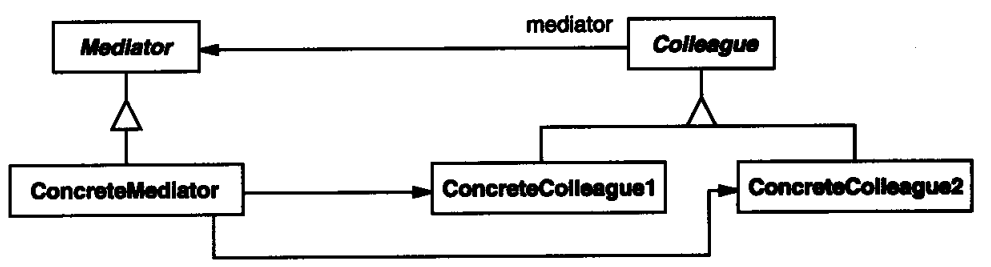 mediator
Mediator
Colleague
ConcreteMediator
ConcreteColleague1
ConcreteColleague2